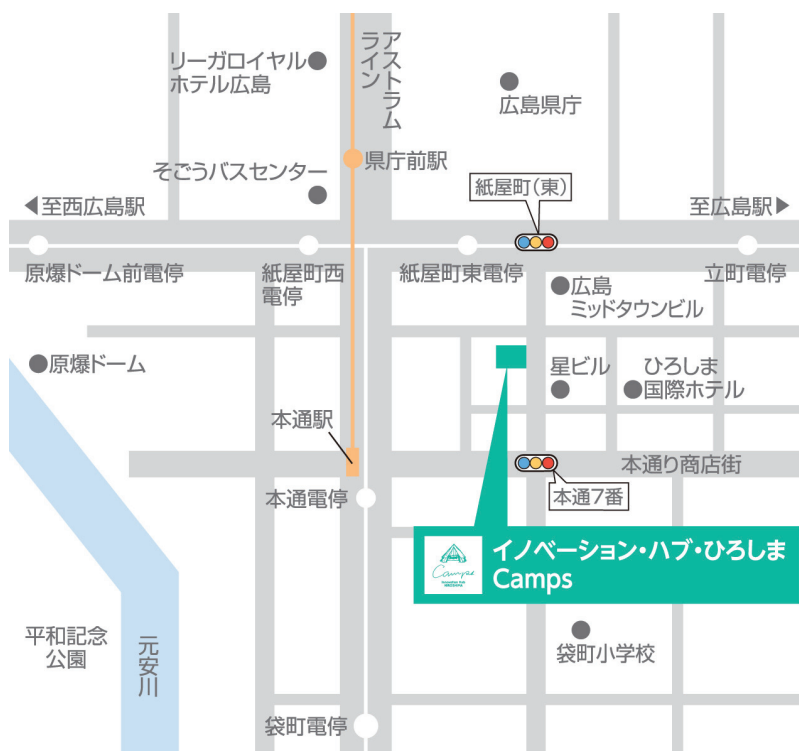 リーガロイヤル
ホテル広島
アストラム
ライン
広島県庁
県庁前駅
そごうバスセンター
紙屋町(東)
◀至西広島駅
至広島駅▶
原爆ドーム前電停
紙屋町西
電停
紙屋町東電停
立町電停
広島
ミッドタウンビル
原爆ドーム
星ビル
ひろしま
国際ホテル
本通駅
本通り商店街
本通電停
本通7番
Camps
イノベーション・ハブ・ひろしま
Camps
平和記念
公園
元安川
袋町小学校
袋町電停